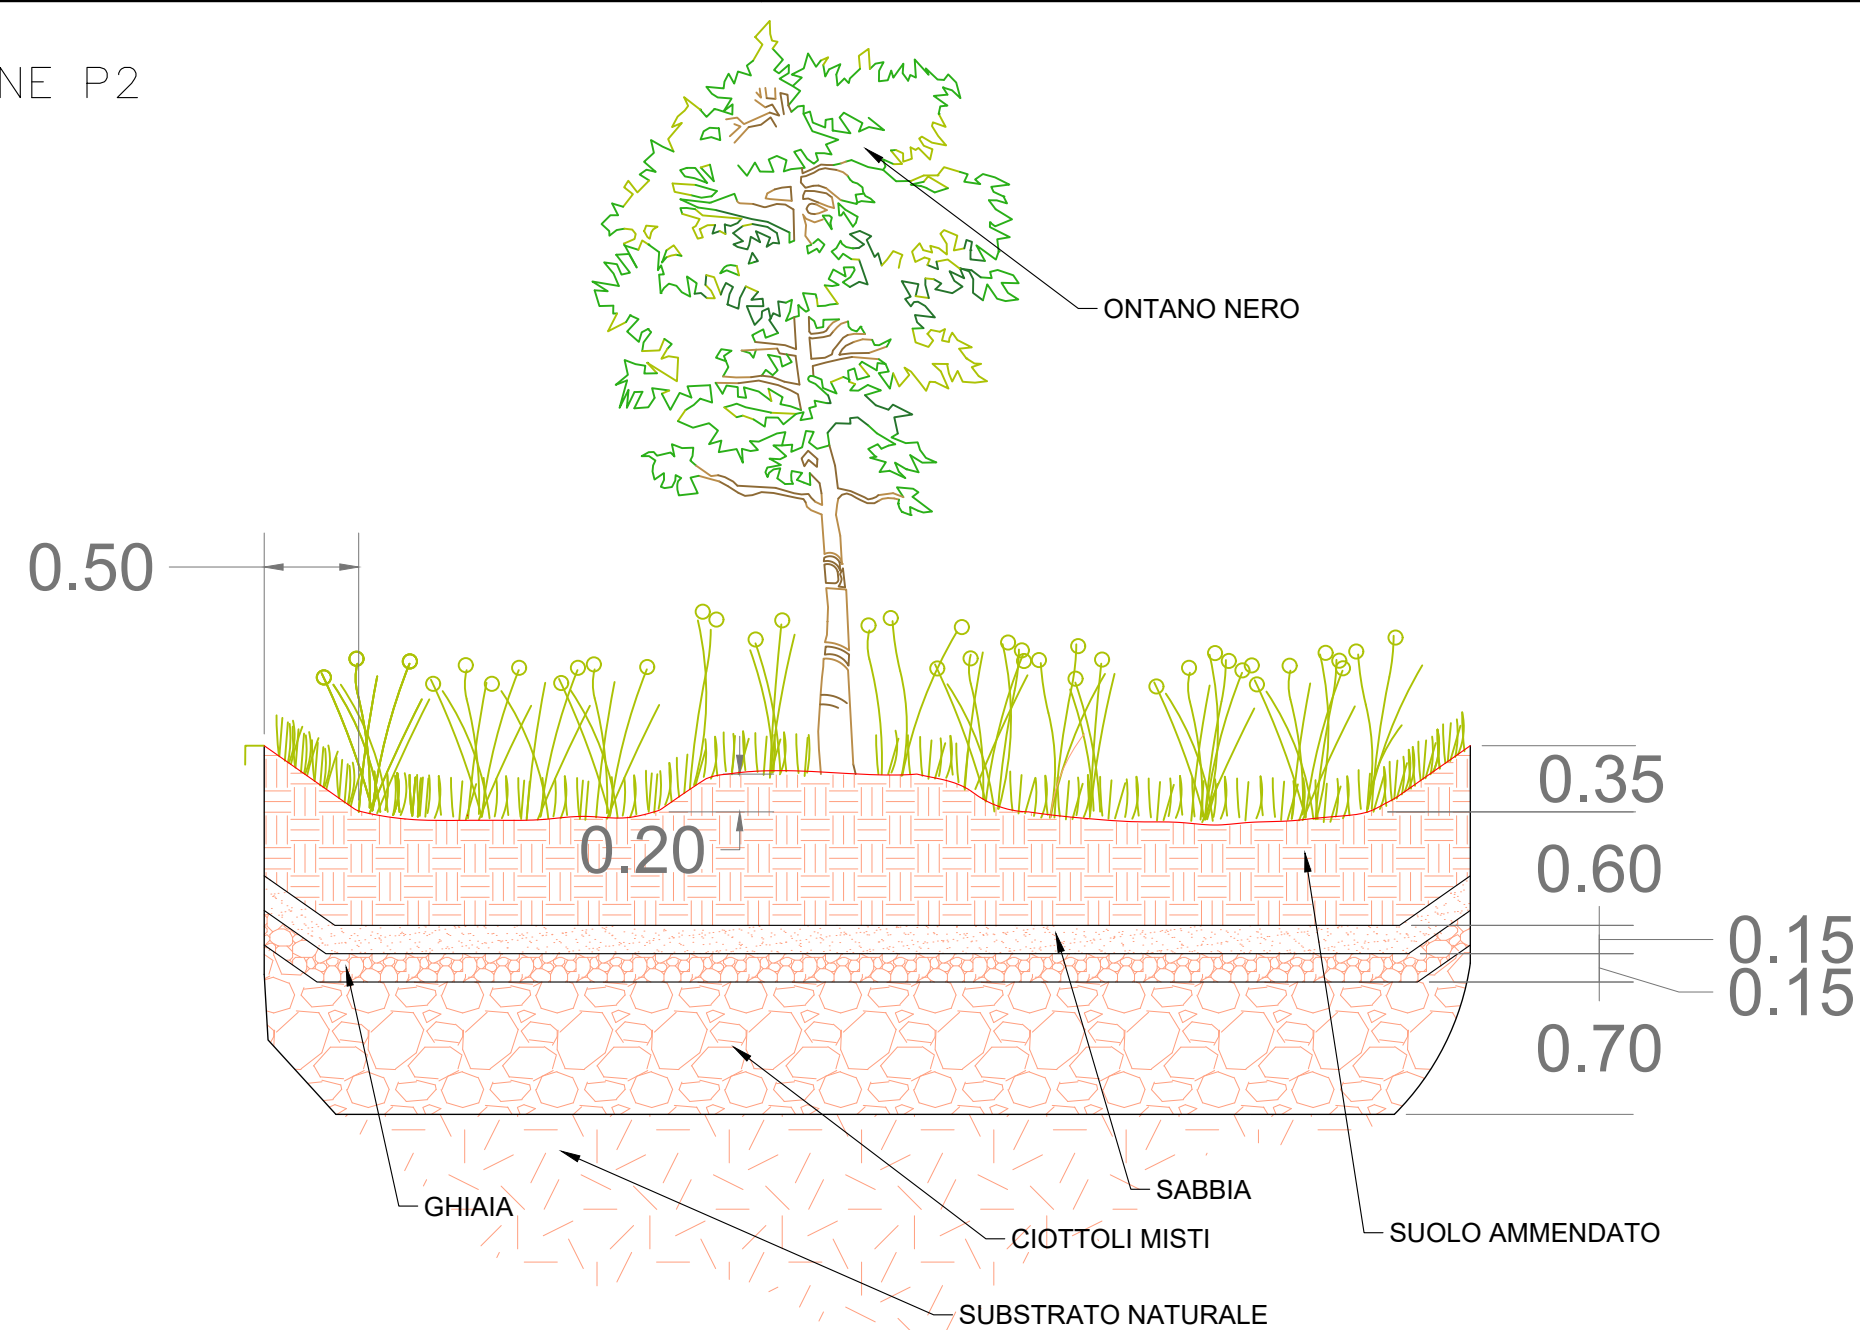 NE P2
ONTANO NERO
0.50
0.35
0.20
0.60
0.15
0.15
0.70
SABBIA
GHIAIA
CIOTTOLI MISTI
SUOLO AMMENDATO
SUBSTRATO NATURALE